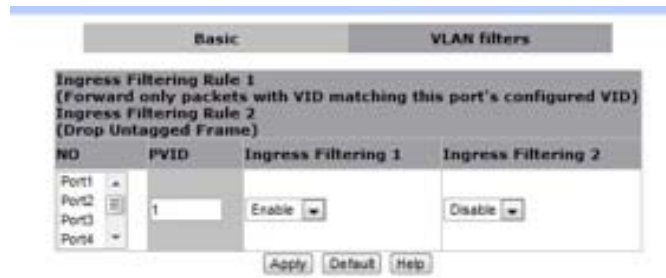 Basic VLAN filters
Ingress Filtering Rule 1
(Forward only packets with VID matching this port's configured VID)
Ingress Filtering Rule 2
(Drop Untagged Frame)
NO PVID Ingress Filtering 1 Ingress Filtering 2
Port1
Port2
Port3
Port4
1 Enable Disable
Apply Default Help